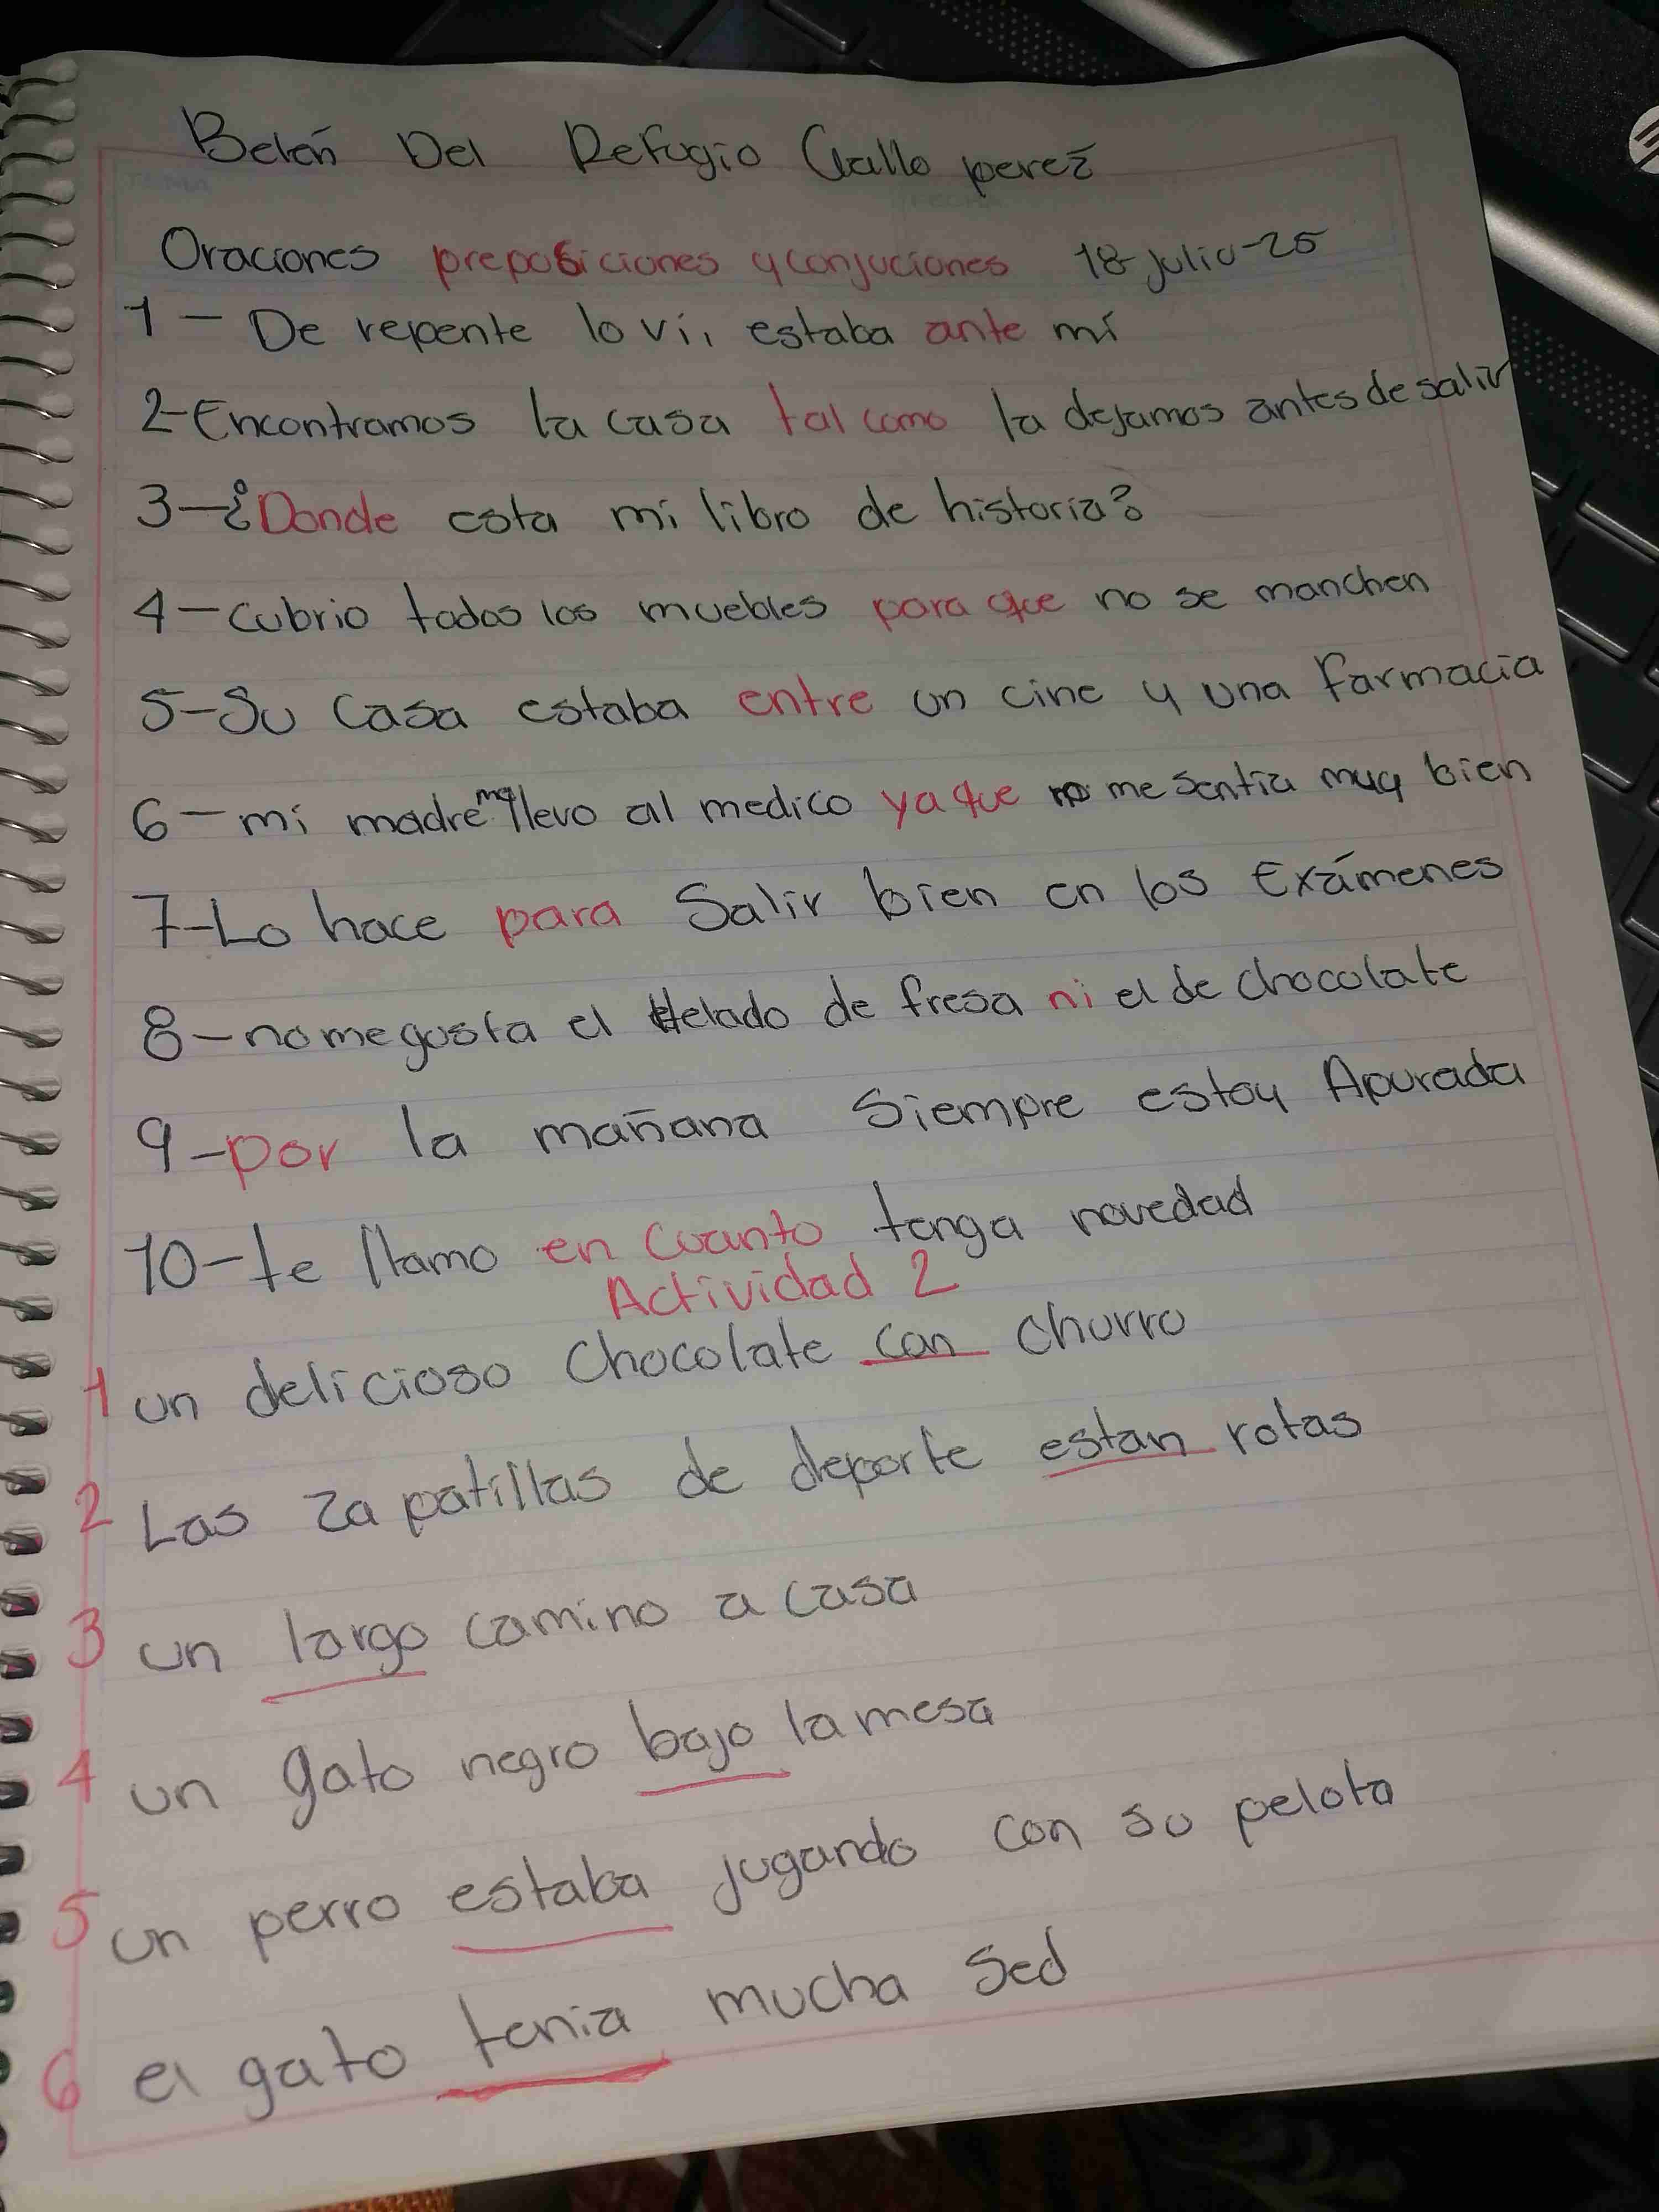 Belén Del Refugio Gallo perez
Oraciones preposiciones y conjuciones 18-julio-25
1- De repente lo vi, estaba ante mí
2-Encontramos la casa tal como la dejamos antes de salir
3-¿Donde esta mi libro de historia?
4-Cubrio todos los muebles para que no se manchen
5-Su Casa estaba entre un cine y una farmacia
6-mi madre me llevo al medico ya que no me sentia muy bien
7-Lo hace para Salir bien en los Exámenes
8-no me gusta el Helado de fresa ni el de chocolate
9-por la mañana siempre estoy Apurada
10-te llamo en cuanto tenga novedad
Actividad 2
1 un delicioso chocolate con churro
2 Las zapatillas de deporte estan rotas
3 un largo camino a casa
4 un gato negro bajo la mesa
5 un perro estaba jugando con su pelota
6 el gato tenia mucha sed